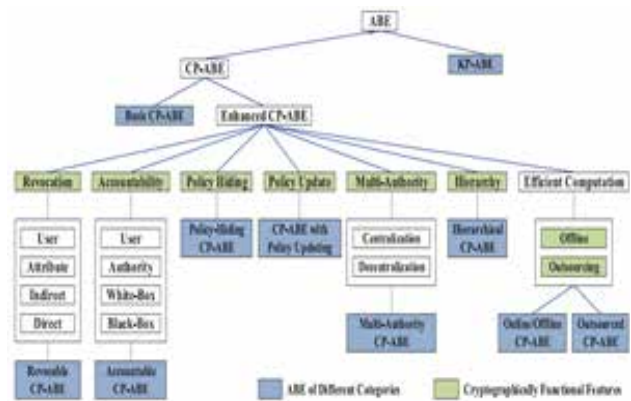 ABE
CP-ABE
KP-ABE
Basic CP-ABE
Enhanced CP-ABE
Revocation
Accountability
Policy Hiding
Policy Update
Multi-Authority
Hierarchy
Efficient Computation
User
Attribute
Indirect
Direct
User
Authority
White-Box
Black-Box
Policy-Hiding
CP-ABE
CP-ABE with
Policy Updating
Centralization
Decentralization
Hierarchical
CP-ABE
Offline
Outsourcing
Multi-Authority
CP-ABE
Online/Offline
CP-ABE
Outsourced
CP-ABE
Revocable
CP-ABE
Accountable
CP-ABE
ABE of Different Categories
Cryptographically Functional Features